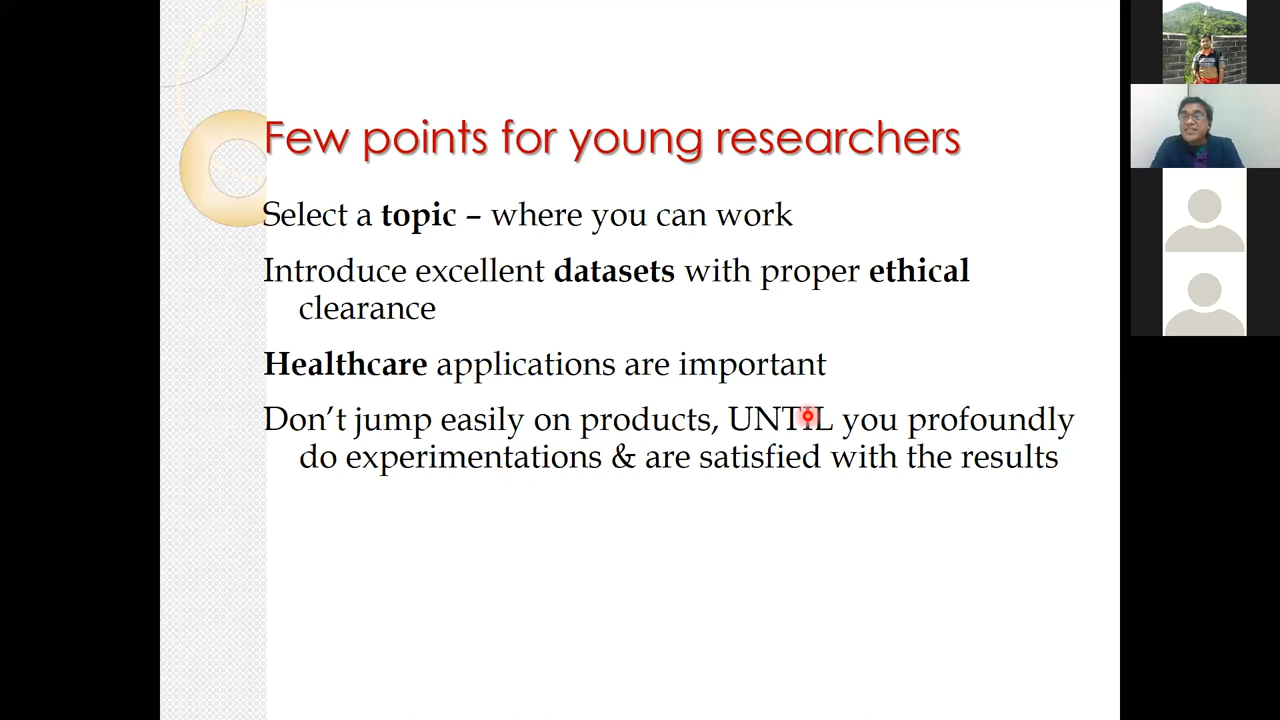 Few points for young researchers
Select a topic – where you can work
Introduce excellent datasets with proper ethical
clearance
Healthcare applications are important
Don’t jump easily on products, UNTIL you profoundly
do experimentations & are satisfied with the results